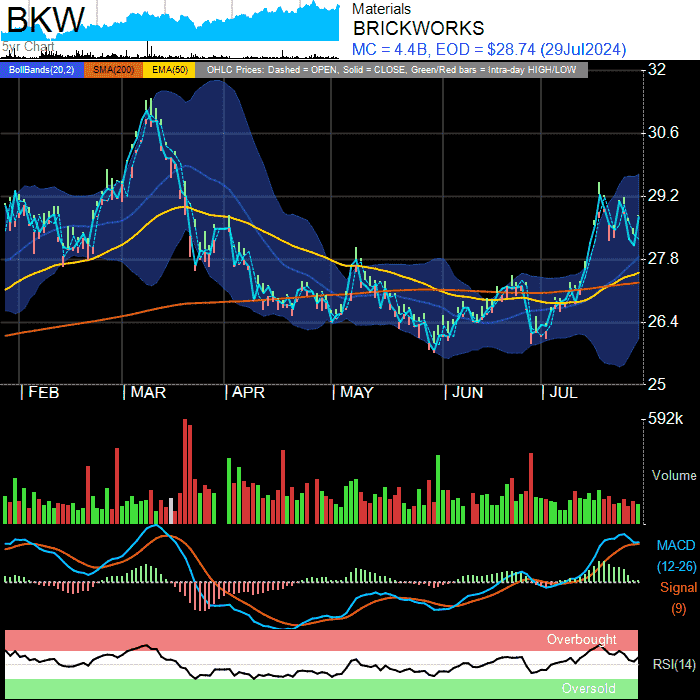 BKW
5yr Chart
Materials
BRICKWORKS
MC = 4.4B, EOD = $28.74 (29Jul2024)
BollBands(20,2) SMA(200) EMA(50) OHLC Prices: Dashed = OPEN, Solid = CLOSE, Green/Red bars = Intra-day HIGH/LOW
32
30.6
29.2
27.8
26.4
25
FEB MAR APR MAY JUN JUL
592k
Volume
MACD
(12-26)
Signal
(9)
Overbought
RSI(14)
Oversold